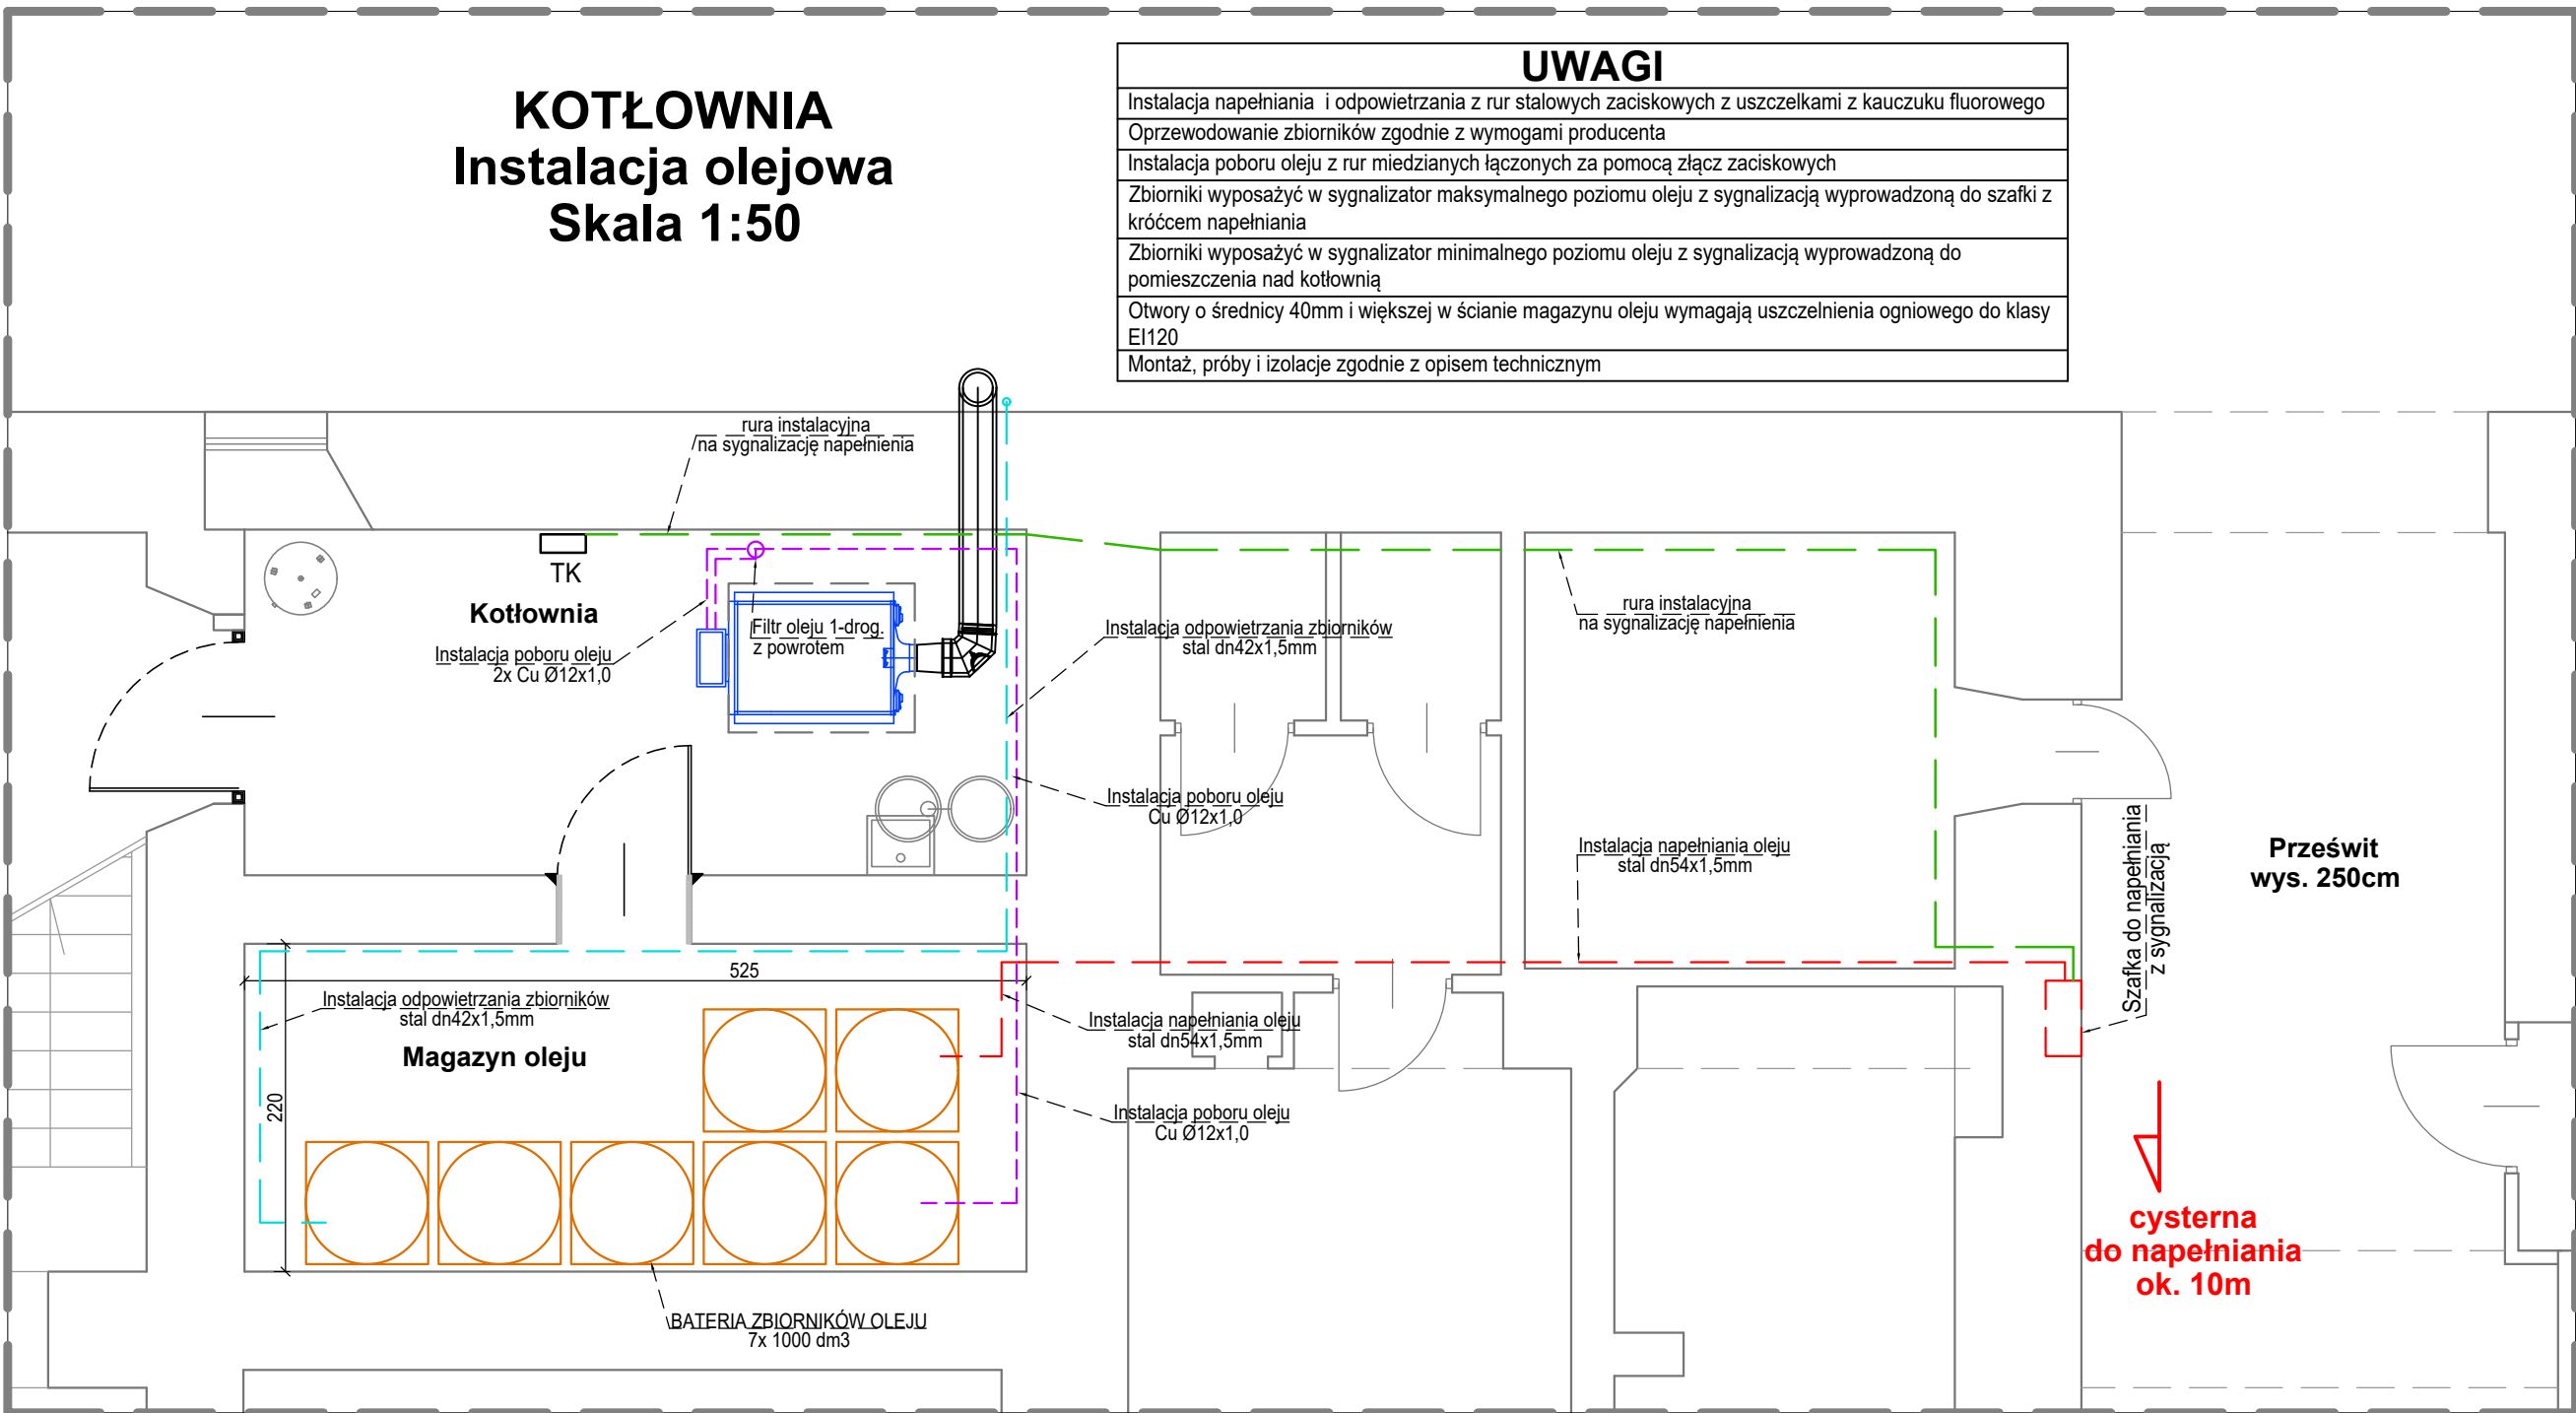 KOTŁOWNIA
Instalacja olejowa
Skala 1:50
UWAGI
Instalacja napełniania i odpowietrzania z rur stalowych zaciskowych z uszczelkami z kauczuku fluorowego
Oprzewodowanie zbiorników zgodnie z wymogami producenta
Instalacja poboru oleju z rur miedzianych łączonych za pomocą złącz zaciskowych
Zbiorniki wyposażyć w sygnalizator maksymalnego poziomu oleju z sygnalizacją wyprowadzoną do szafki z
króćcem napełniania
Zbiorniki wyposażyć w sygnalizator minimalnego poziomu oleju z sygnalizacją wyprowadzoną do
pomieszczenia nad kotłownią
Otwory o średnicy 40mm i większej w ścianie magazynu oleju wymagają uszczelnienia ogniowego do klasy
EI120
Montaż, próby i izolacje zgodnie z opisem technicznym
rura instalacyjna
na sygnalizację napełnienia
TK
Kotłownia
Instalacja poboru oleju
2x Cu Ø12x1,0
Filtr oleju 1-drog.
z powrotem
Instalacja odpowietrzania zbiorników
stal dn42x1,5mm
rura instalacyjna
na sygnalizację napełnienia
Instalacja poboru oleju
Cu Ø12x1,0
Instalacja napełniania oleju
stal dn54x1,5mm
Szafka do napełniania
z sygnalizacją
Prześwit
wys. 250cm
525
Instalacja odpowietrzania zbiorników
stal dn42x1,5mm
Magazyn oleju
220
Instalacja napełniania oleju
stal dn54x1,5mm
Instalacja poboru oleju
Cu Ø12x1,0
cysterna
do napełniania
ok. 10m
BATERIA ZBIORNIKÓW OLEJU
7x 1000 dm3